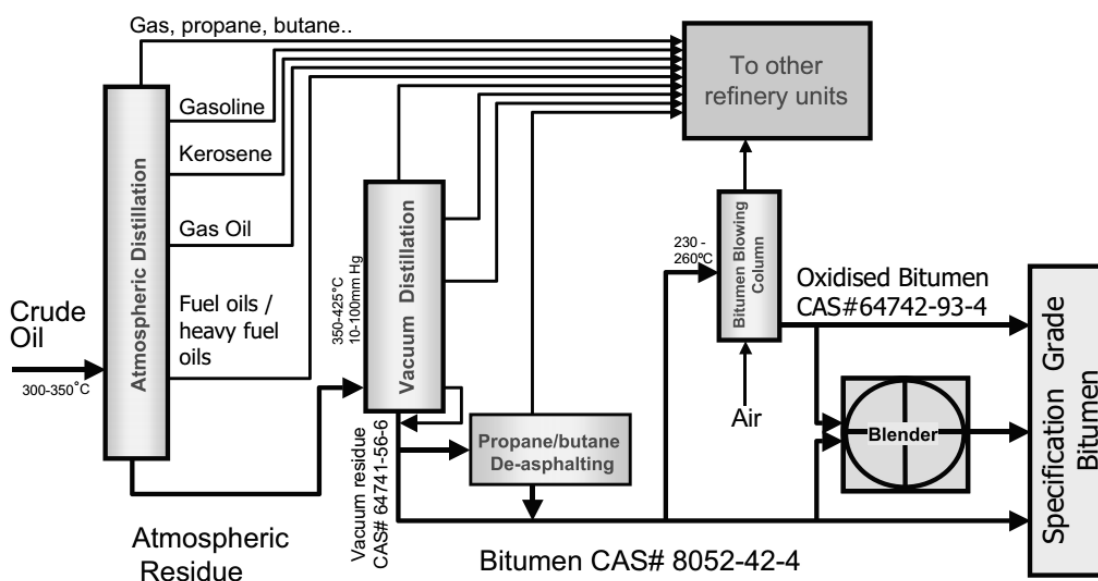 Gas, propane, butane..
To other
refinery units
Gasoline
Kerosene
Gas Oil
Fuel oils /
heavy fuel
oils
Atmospheric Distillation
Crude
Oil
300-350°C
350-425°C
10-100mm Hg
Vacuum Distillation
230 -
260ºC
Bitumen Blowing
Column
Oxidised Bitumen
CAS#64742-93-4
Air
Blender
Specification Grade
Bitumen
Propane/butane
De-asphalting
Vacuum residue
CAS# 64741-56-6
Atmospheric
Residue
Bitumen CAS# 8052-42-4